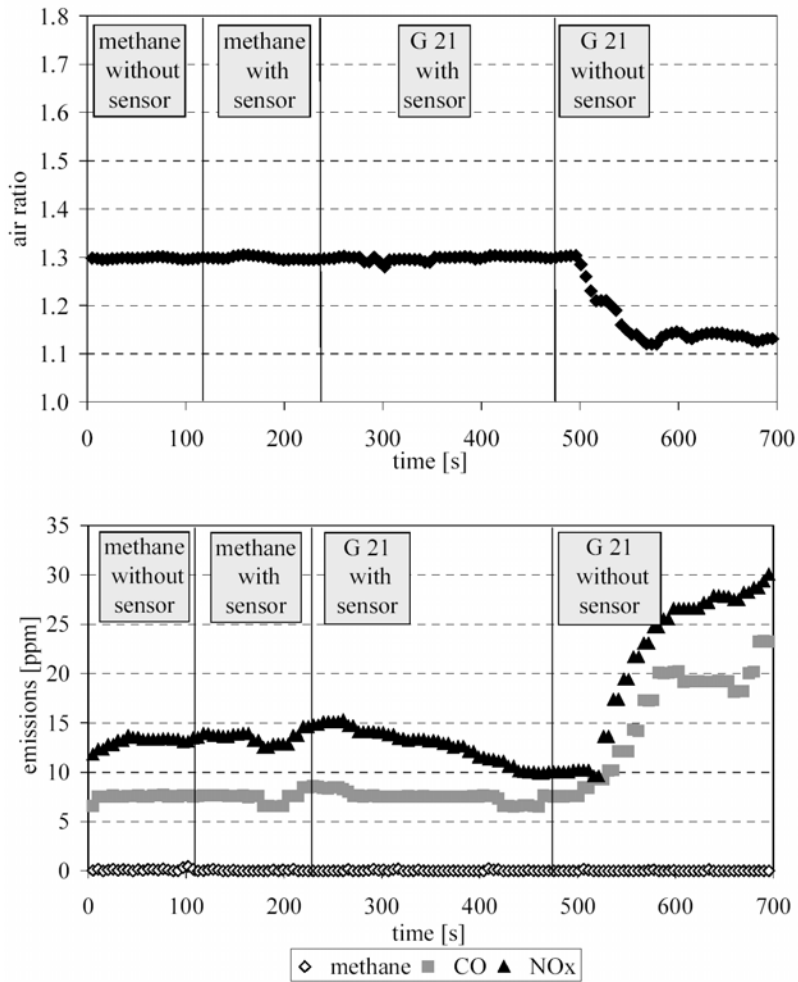 1.8
1.7
1.6
1.5
1.4
1.3
1.2
1.1
1.0
air ratio
methane
without
sensor
methane
with
sensor
G 21
with
sensor
G 21
without
sensor
0 100 200 300 400 500 600 700
time [s]
35
30
25
20
15
10
5
0
emissions [ppm]
methane
without
sensor
methane
with
sensor
G 21
with
sensor
G 21
without
sensor
0 100 200 300 400 500 600 700
time [s]
methane CO NOx